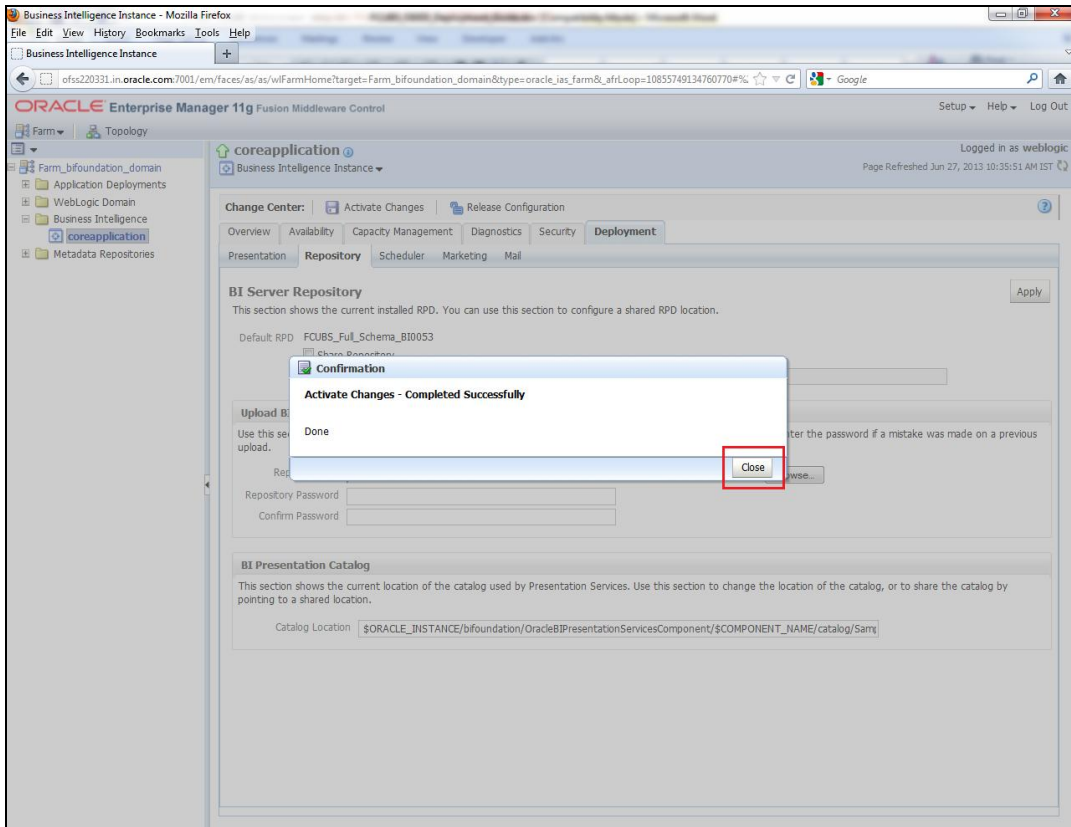 Business Intelligence Instance - Mozilla Firefox
File Edit View History Bookmarks Tools Help
Business Intelligence Instance
+
ofss220331.in.oracle.com:7001/em/faces/as/as/wlFarmHome?target=Farm_bifoundation_domain&type=oracle_ias_farm&_afrLoop=1085574913476077​0#%
Google
ORACLE Enterprise Manager 11g Fusion Middleware Control
Setup Help Log Out
Farm Topology
coreapplication
Logged in as weblogic
Business Intelligence Instance
Page Refreshed Jun 27, 2013 10:35:51 AM IST
Farm_bifoundation_domain
Application Deployments
WebLogic Domain
Business Intelligence
coreapplication
Metadata Repositories
Change Center: Activate Changes Release Configuration
Overview Availability Capacity Management Diagnostics Security Deployment
Presentation Repository Scheduler Marketing Mail
BI Server Repository
Apply
This section shows the current installed RPD. You can use this section to configure a shared RPD location.
Default RPD FCUBS_Full_Schema_BI0053
Share Repository
Confirmation
Activate Changes - Completed Successfully
Done
Close
Upload B
Use this se
ter the password if a mistake was made on a previous
upload.
Rep
wse...
Repository Password
Confirm Password
BI Presentation Catalog
This section shows the current location of the catalog used by Presentation Services. Use this section to change the location of the catalog, or to share the catalog by
pointing to a shared location.
Catalog Location $ORACLE_INSTANCE/bifoundation/OracleBIPresentationServicesComponent/$COMPONENT_NAME/catalog/Samp